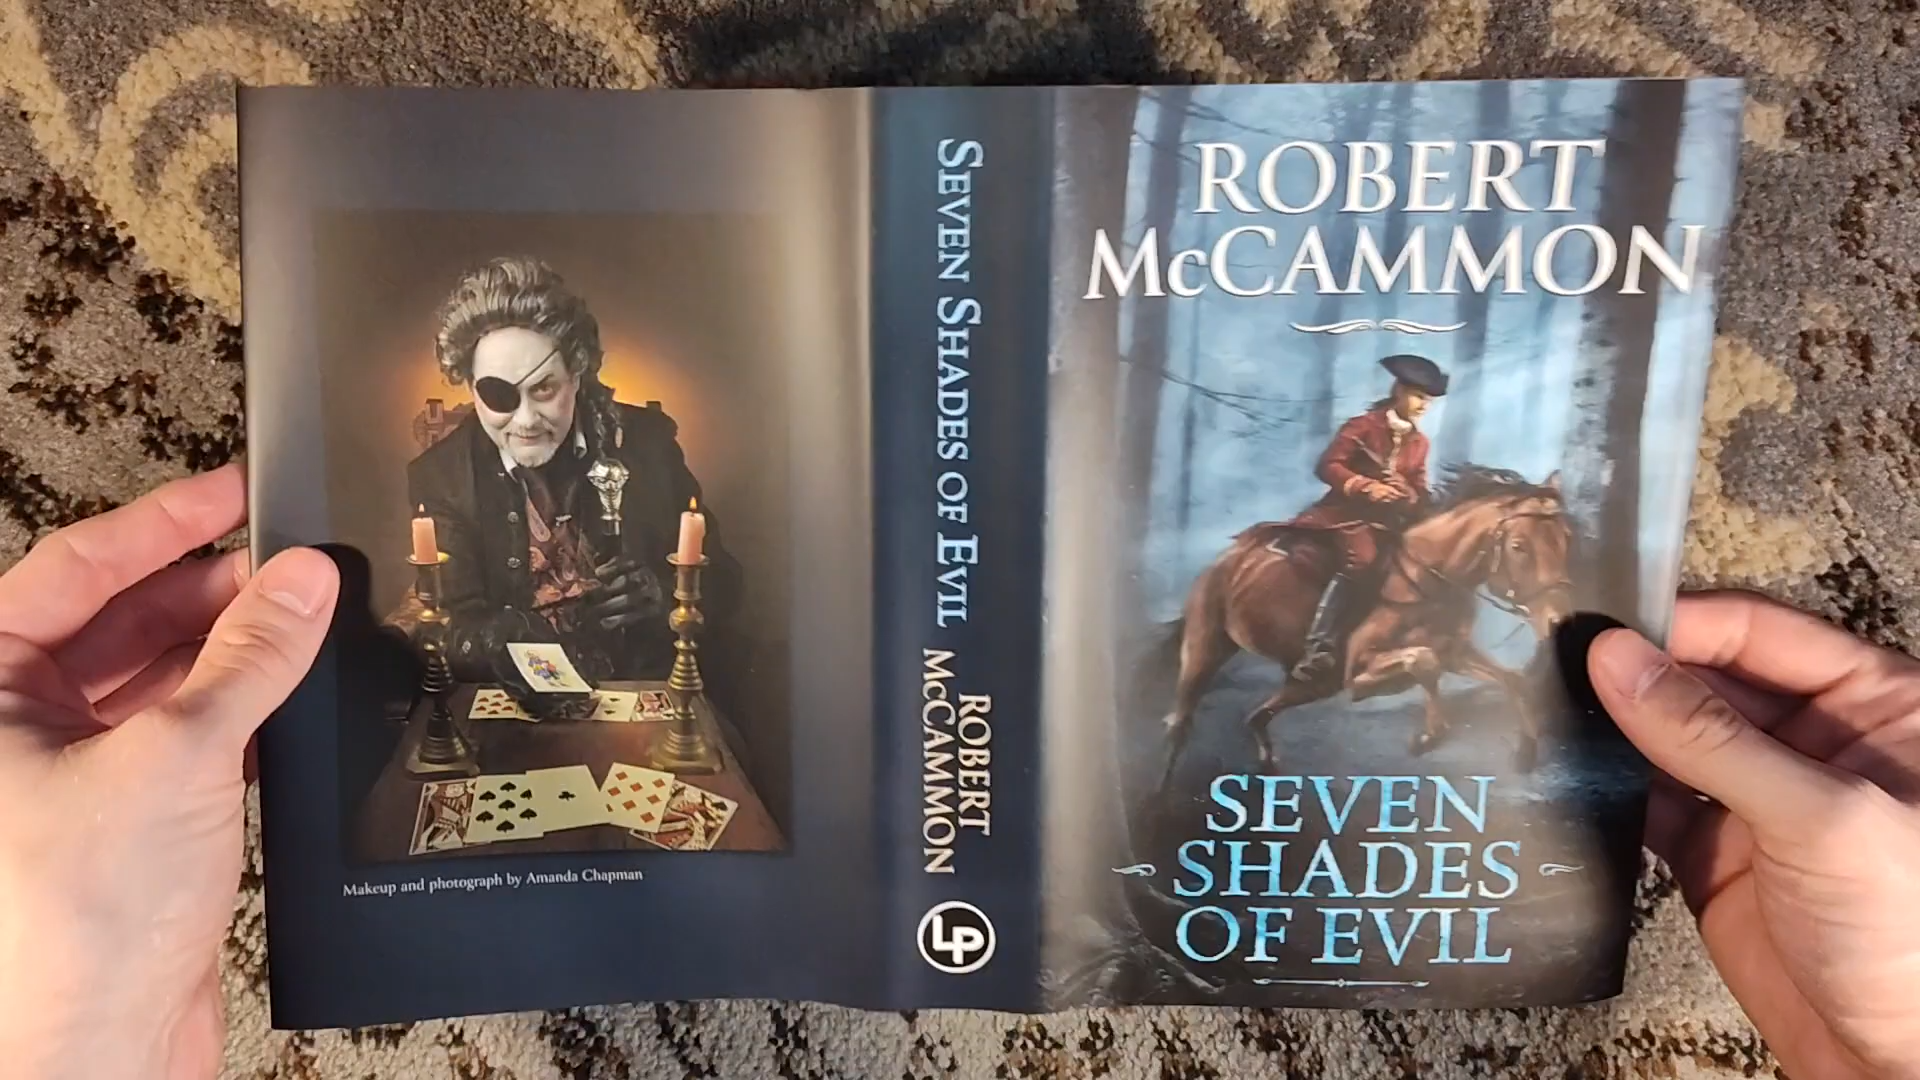 Makeup and photograph by Amanda Chapman
SEVEN SHADES OF EVIL
ROBERT
McCAMMON
LP
ROBERT
McCAMMON
SEVEN
SHADES
OF EVIL